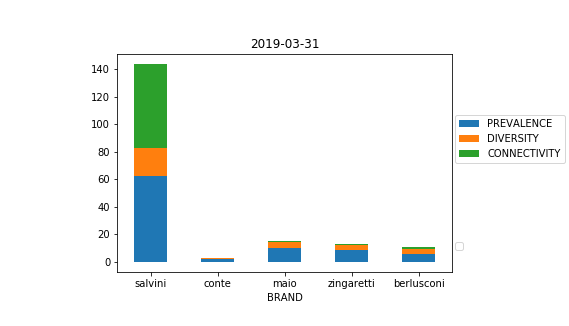 2019-03-31
140
120
100
80
60
40
20
0
PREVALENCE
DIVERSITY
CONNECTIVITY
salvini conte maio zingaretti berlusconi
BRAND